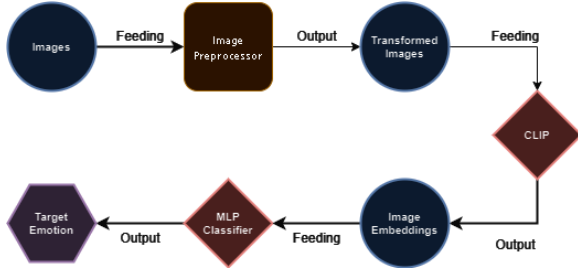 Images
Feeding
Image
Preprocessor
Output
Transformed
Images
Feeding
CLIP
Output
Image
Embeddings
Feeding
MLP
Classifier
Output
Target
Emotion